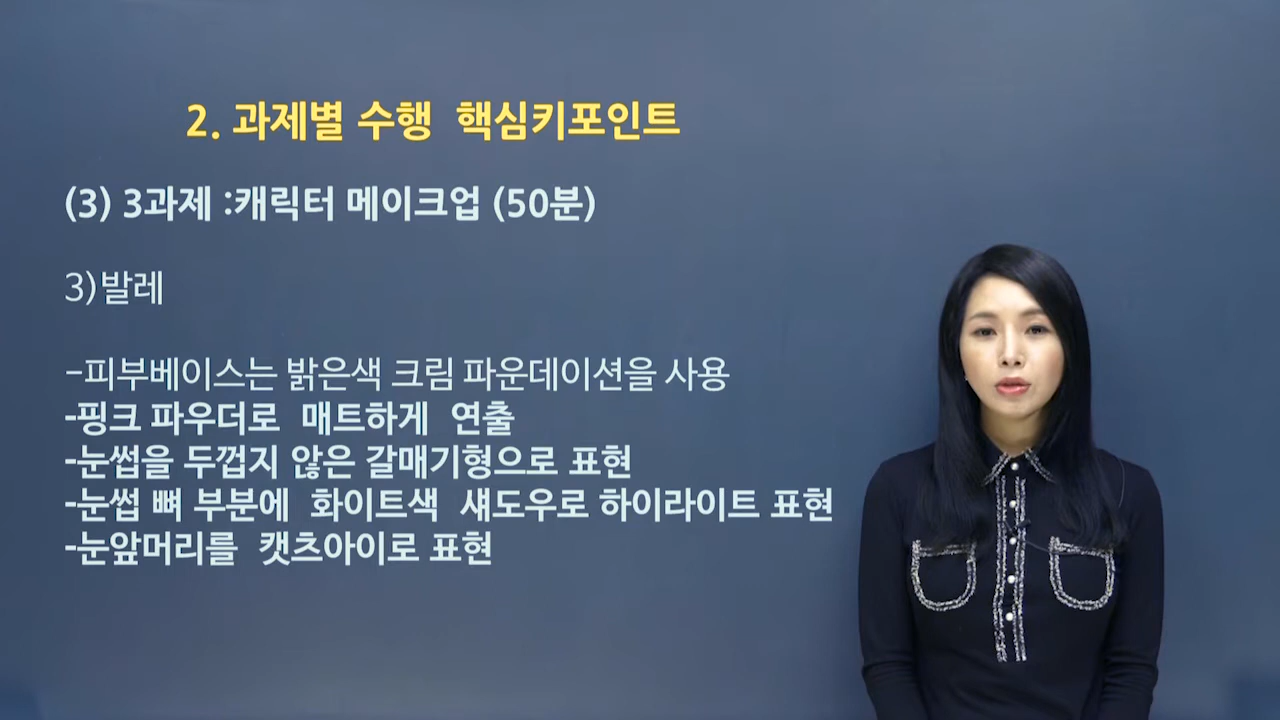 2. 과제별 수행 핵심키포인트
(3) 3과제 :캐릭터 메이크업 (50분)
3)발레
-피부베이스는 밝은색 크림 파운데이션을 사용
-핑크 파우더로 매트하게 연출
-눈썹을 두껍지 않은 갈매기형으로 표현
-눈썹 뼈 부분에 화이트색 섀도우로 하이라이트 표현
-눈앞머리를 캣츠아이로 표현